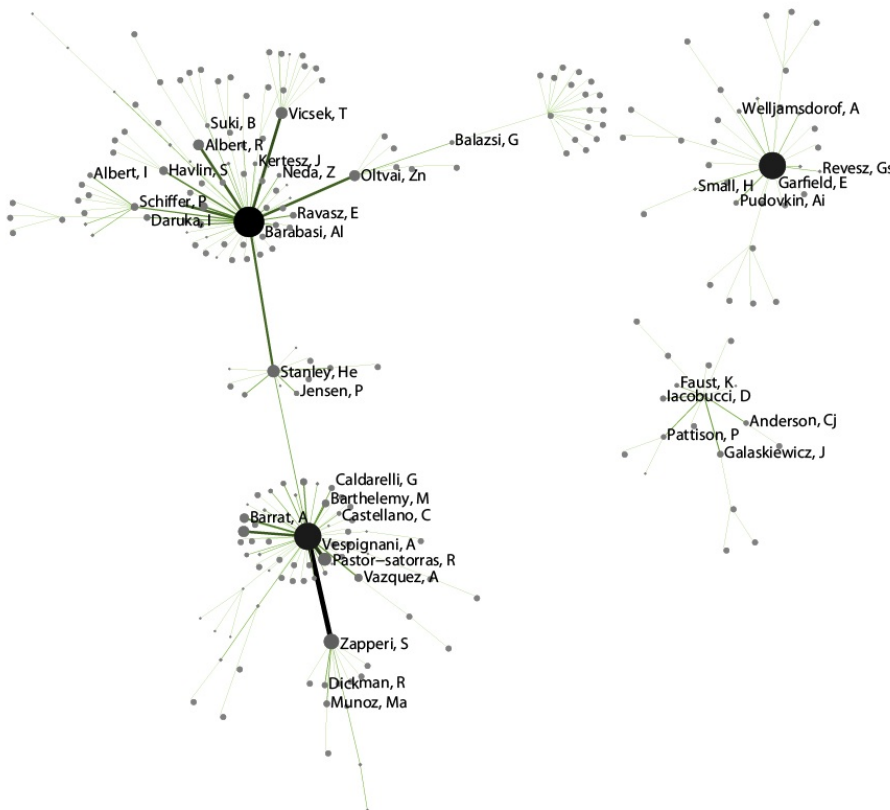 Vicsek, T
Suki, B
Albert, R
Balazsi, G
Kertesz, J
Albert, I
Havlin, S
Neda, Z
Oltvai, Zn
Schiffer, P
Daruka, I
Ravasz, E
Barabasi, Al
Welljamsdorof, A
Revesz, Gs
Small, H
Garfield, E
Pudovkin, Ai
Stanley, He
Jensen, P
Faust, K
Iacobucci, D
Anderson, Cj
Pattison, P
Galaskiewicz, J
Caldarelli, G
Barthelemy, M
Barrat, A
Castellano, C
Vespignani, A
Pastor-satorras, R
Vazquez, A
Zapperi, S
Dickman, R
Munoz, Ma